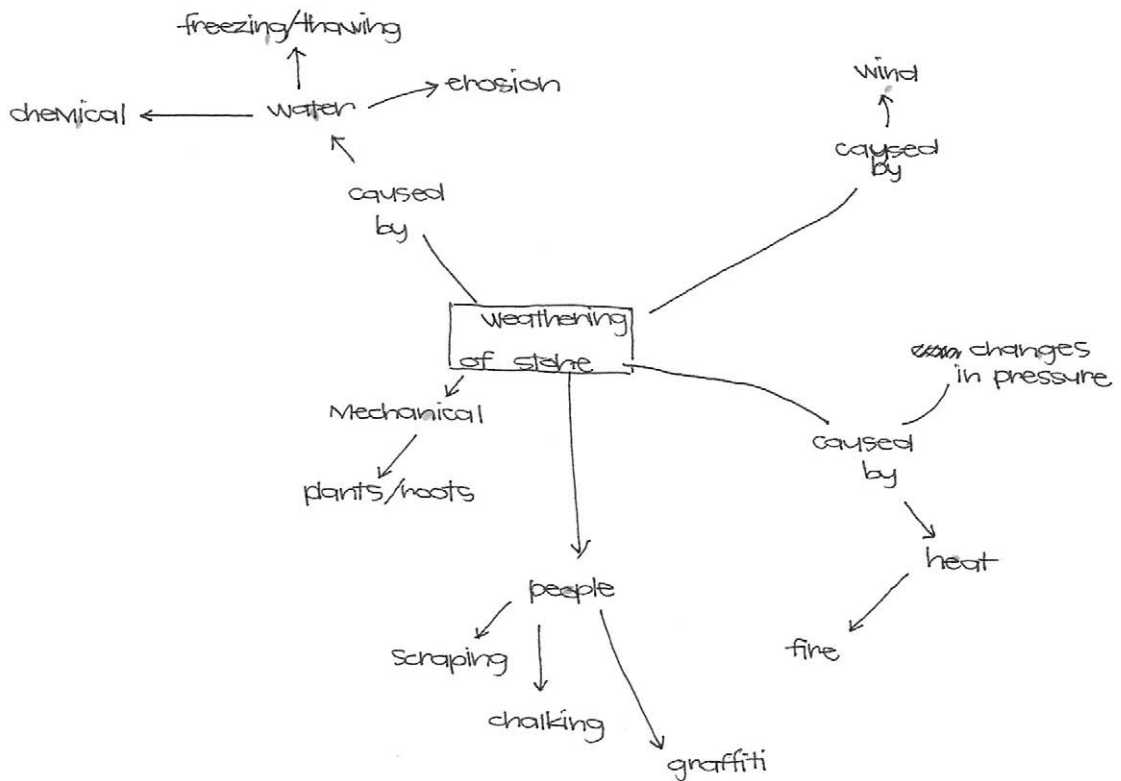 freezing/thawing
erosion
chemical
water
wind
caused
by
caused
by
weathering
of stone
changes
in pressure
Mechanical
caused
by
plants/roots
heat
people
fire
scraping
chalking
graffiti